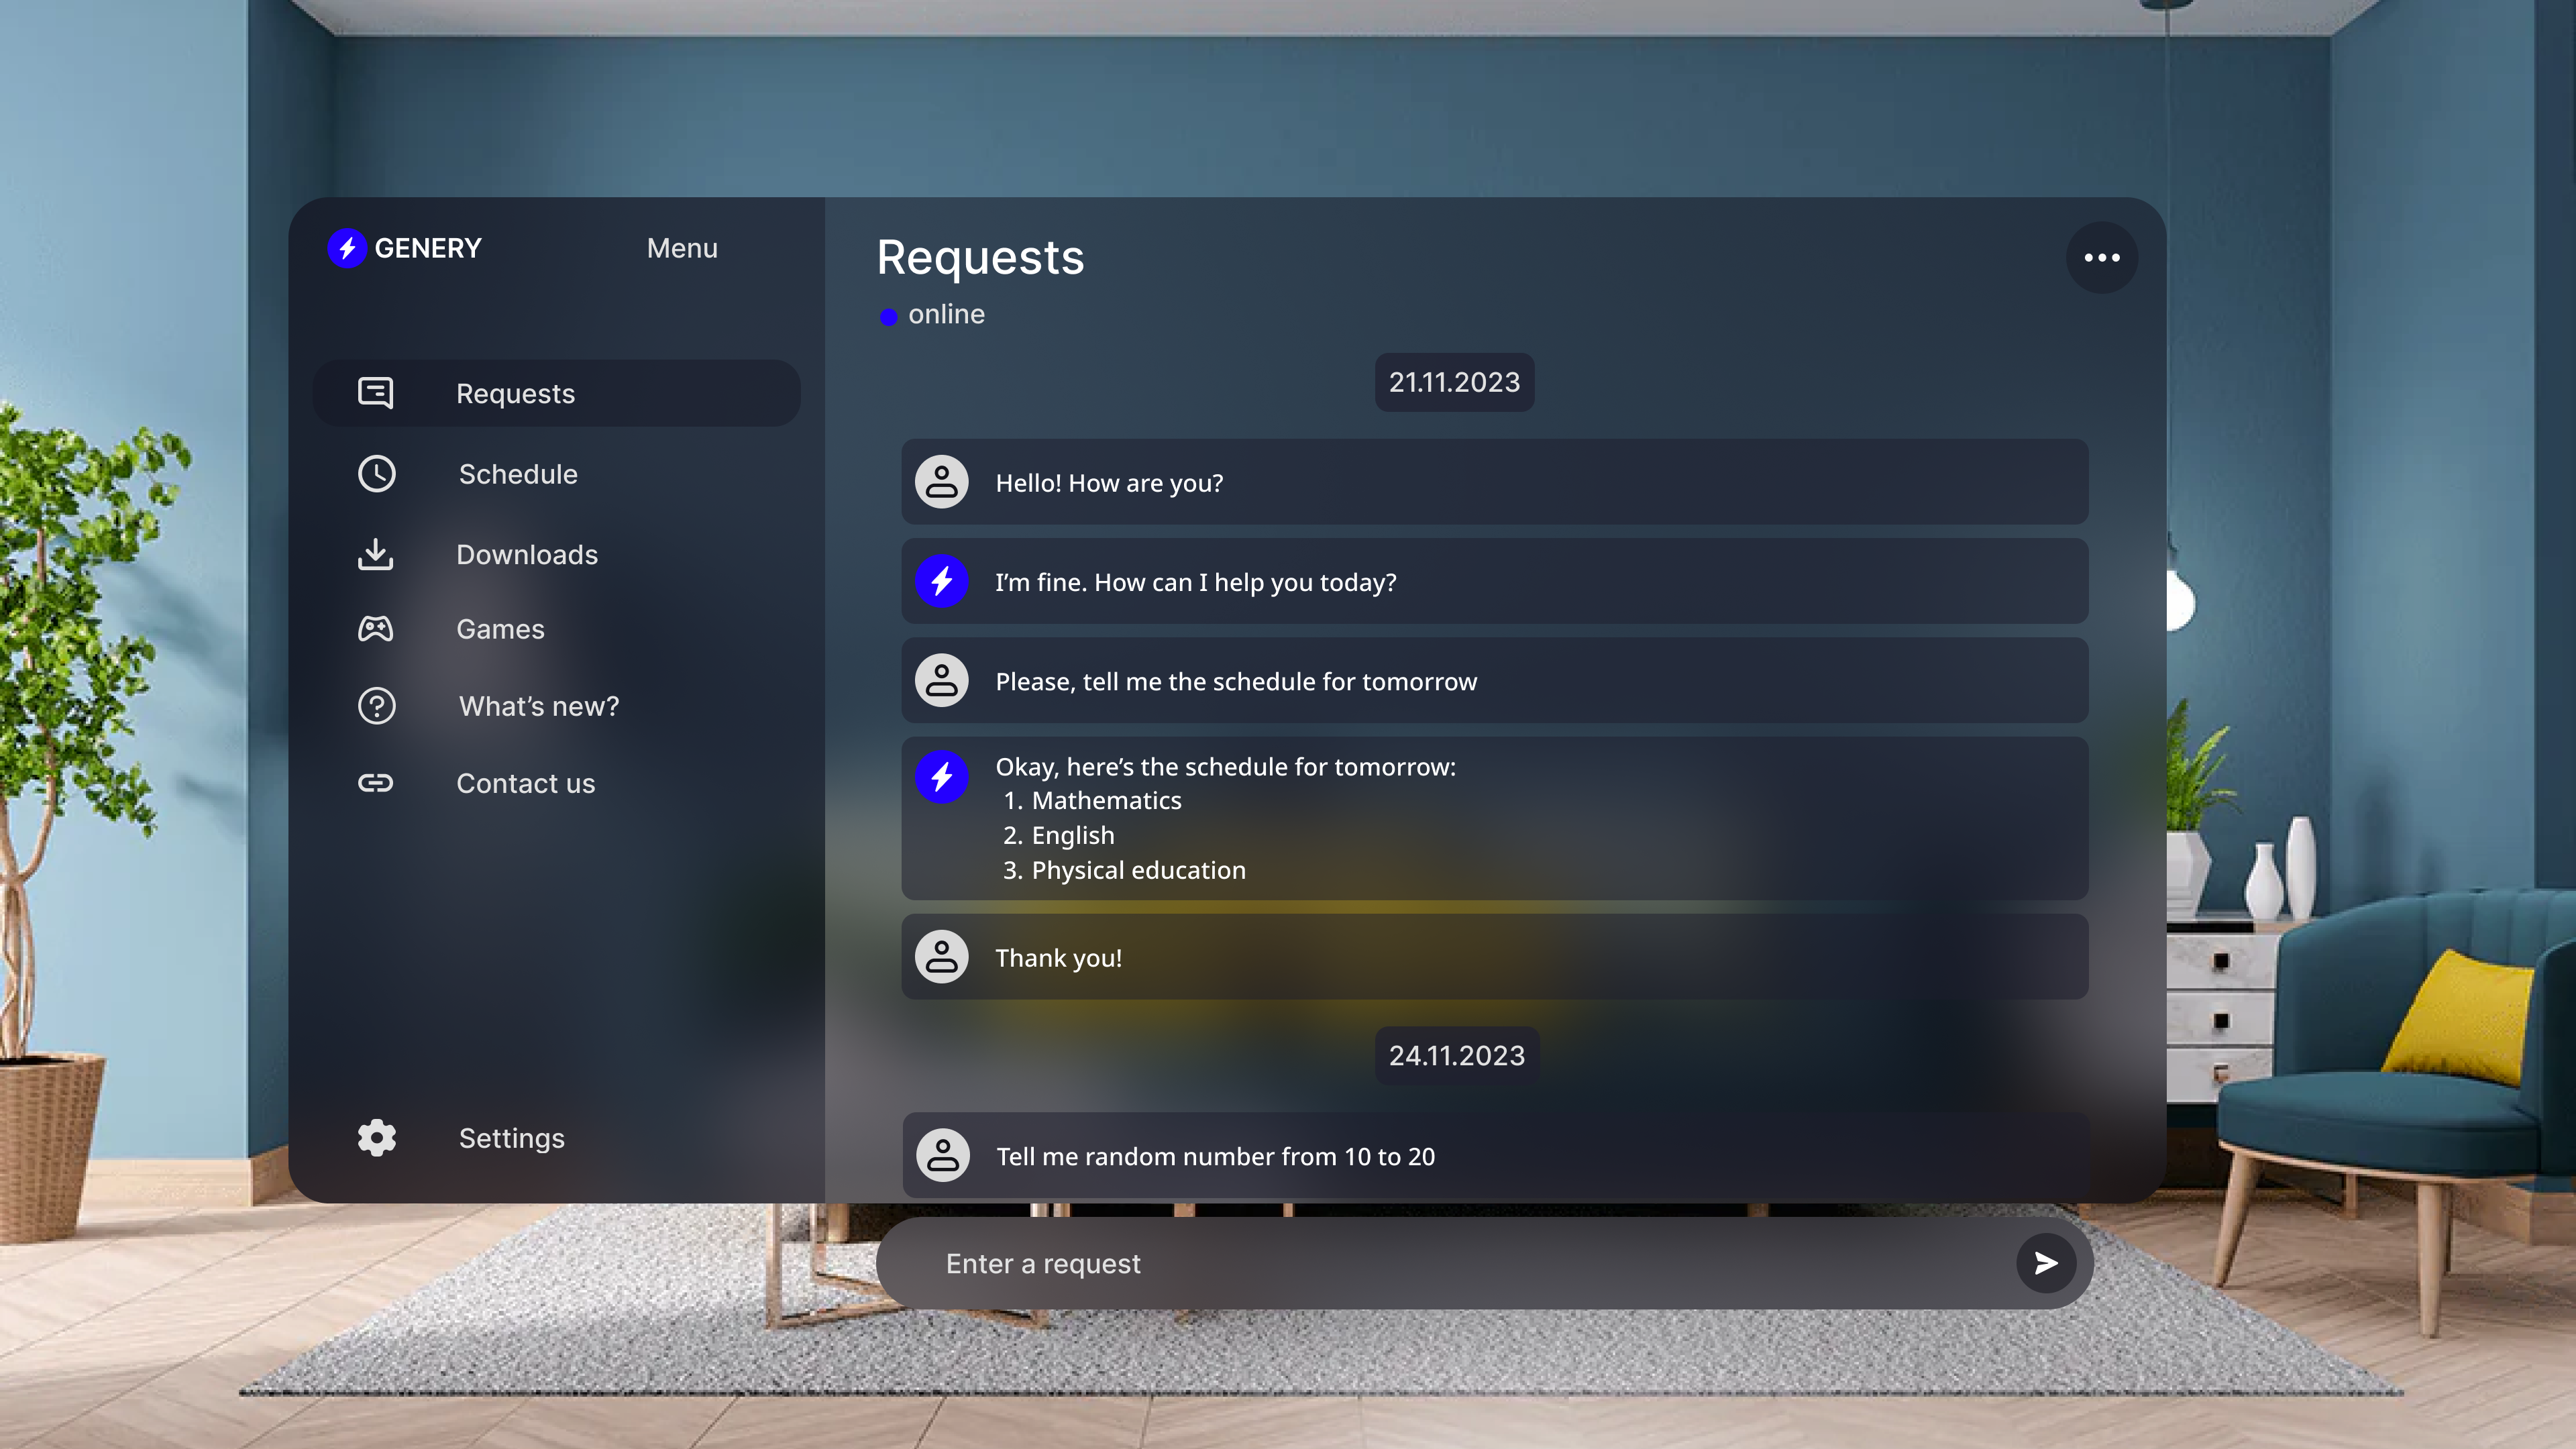 GENERY
Menu
Requests
Schedule
Downloads
Games
What’s new?
Contact us
Settings
Requests
online
21.11.2023
Hello! How are you?
I’m fine. How can I help you today?
Please, tell me the schedule for tomorrow
Okay, here’s the schedule for tomorrow:
1. Mathematics
2. English
3. Physical education
Thank you!
24.11.2023
Tell me random number from 10 to 20
Enter a request